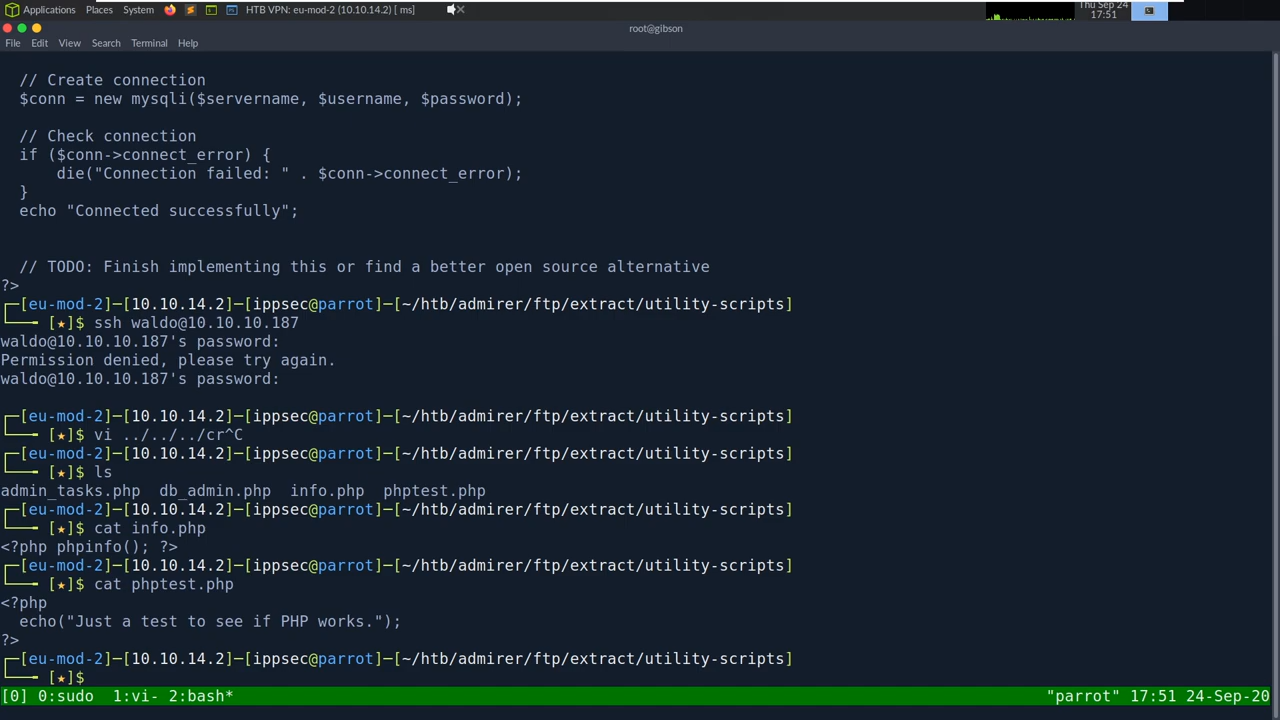 Applications Places System HTB VPN: eu-mod-2 (10.10.14.2) [ ms] Thu Sep 24
17:51
root@gibson
File Edit View Search Terminal Help
// Create connection
$conn = new mysqli($servername, $username, $password);
// Check connection
if ($conn->connect_error) {
die("Connection failed: " . $conn->connect_error);
}
echo "Connected successfully";
// TODO: Finish implementing this or find a better open source alternative
?>
┌─[eu-mod-2]─[10.10.14.2]─[ippsec@parrot]─[~/htb/admirer/ftp/extract/utility-scripts]
└──╼ [★]$ ssh waldo@10.10.10.187
waldo@10.10.10.187's password:
Permission denied, please try again.
waldo@10.10.10.187's password:
┌─[eu-mod-2]─[10.10.14.2]─[ippsec@parrot]─[~/htb/admirer/ftp/extract/utility-scripts]
└──╼ [★]$ vi ../../../cr^C
┌─[eu-mod-2]─[10.10.14.2]─[ippsec@parrot]─[~/htb/admirer/ftp/extract/utility-scripts]
└──╼ [★]$ ls
admin_tasks.php db_admin.php info.php phptest.php
┌─[eu-mod-2]─[10.10.14.2]─[ippsec@parrot]─[~/htb/admirer/ftp/extract/utility-scripts]
└──╼ [★]$ cat info.php
<?php phpinfo(); ?>
┌─[eu-mod-2]─[10.10.14.2]─[ippsec@parrot]─[~/htb/admirer/ftp/extract/utility-scripts]
└──╼ [★]$ cat phptest.php
<?php
echo("Just a test to see if PHP works.");
?>
┌─[eu-mod-2]─[10.10.14.2]─[ippsec@parrot]─[~/htb/admirer/ftp/extract/utility-scripts]
└──╼ [★]$
[0] 0:sudo 1:vi- 2:bash* "parrot" 17:51 24-Sep-20